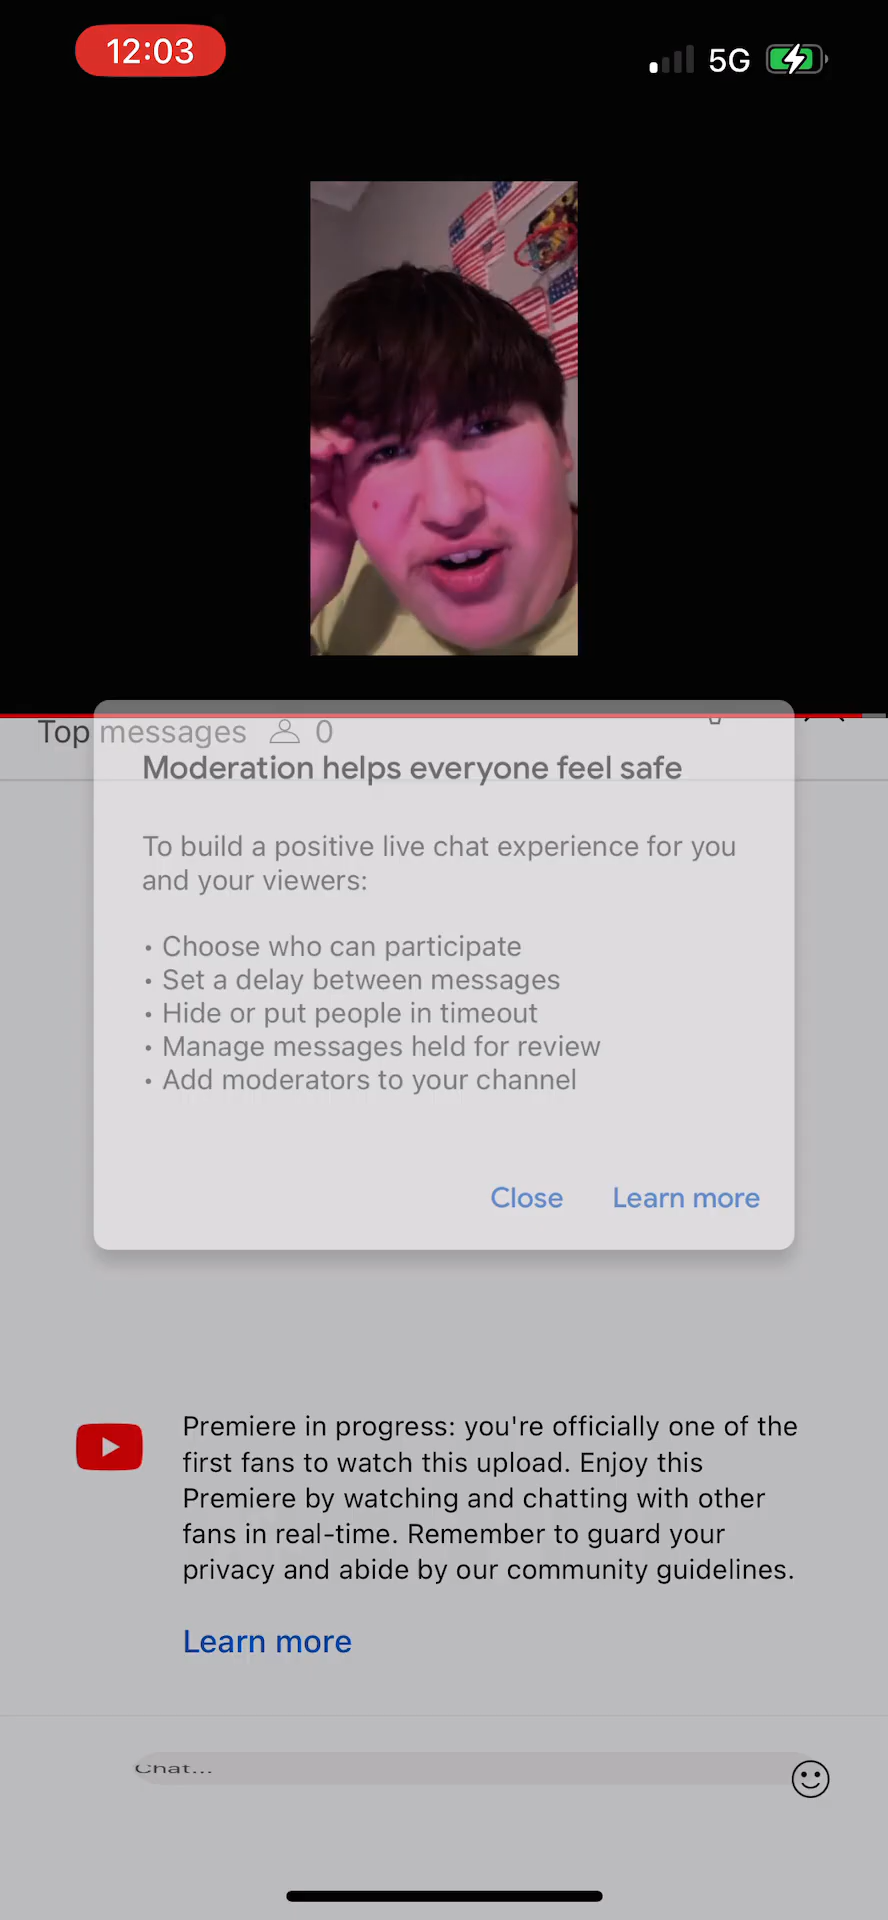 12:03
5G
Top messages 0
Moderation helps everyone feel safe
To build a positive live chat experience for you
and your viewers:
• Choose who can participate
• Set a delay between messages
• Hide or put people in timeout
• Manage messages held for review
• Add moderators to your channel
Close Learn more
Premiere in progress: you're officially one of the
first fans to watch this upload. Enjoy this
Premiere by watching and chatting with other
fans in real-time. Remember to guard your
privacy and abide by our community guidelines.
Learn more
Chat...